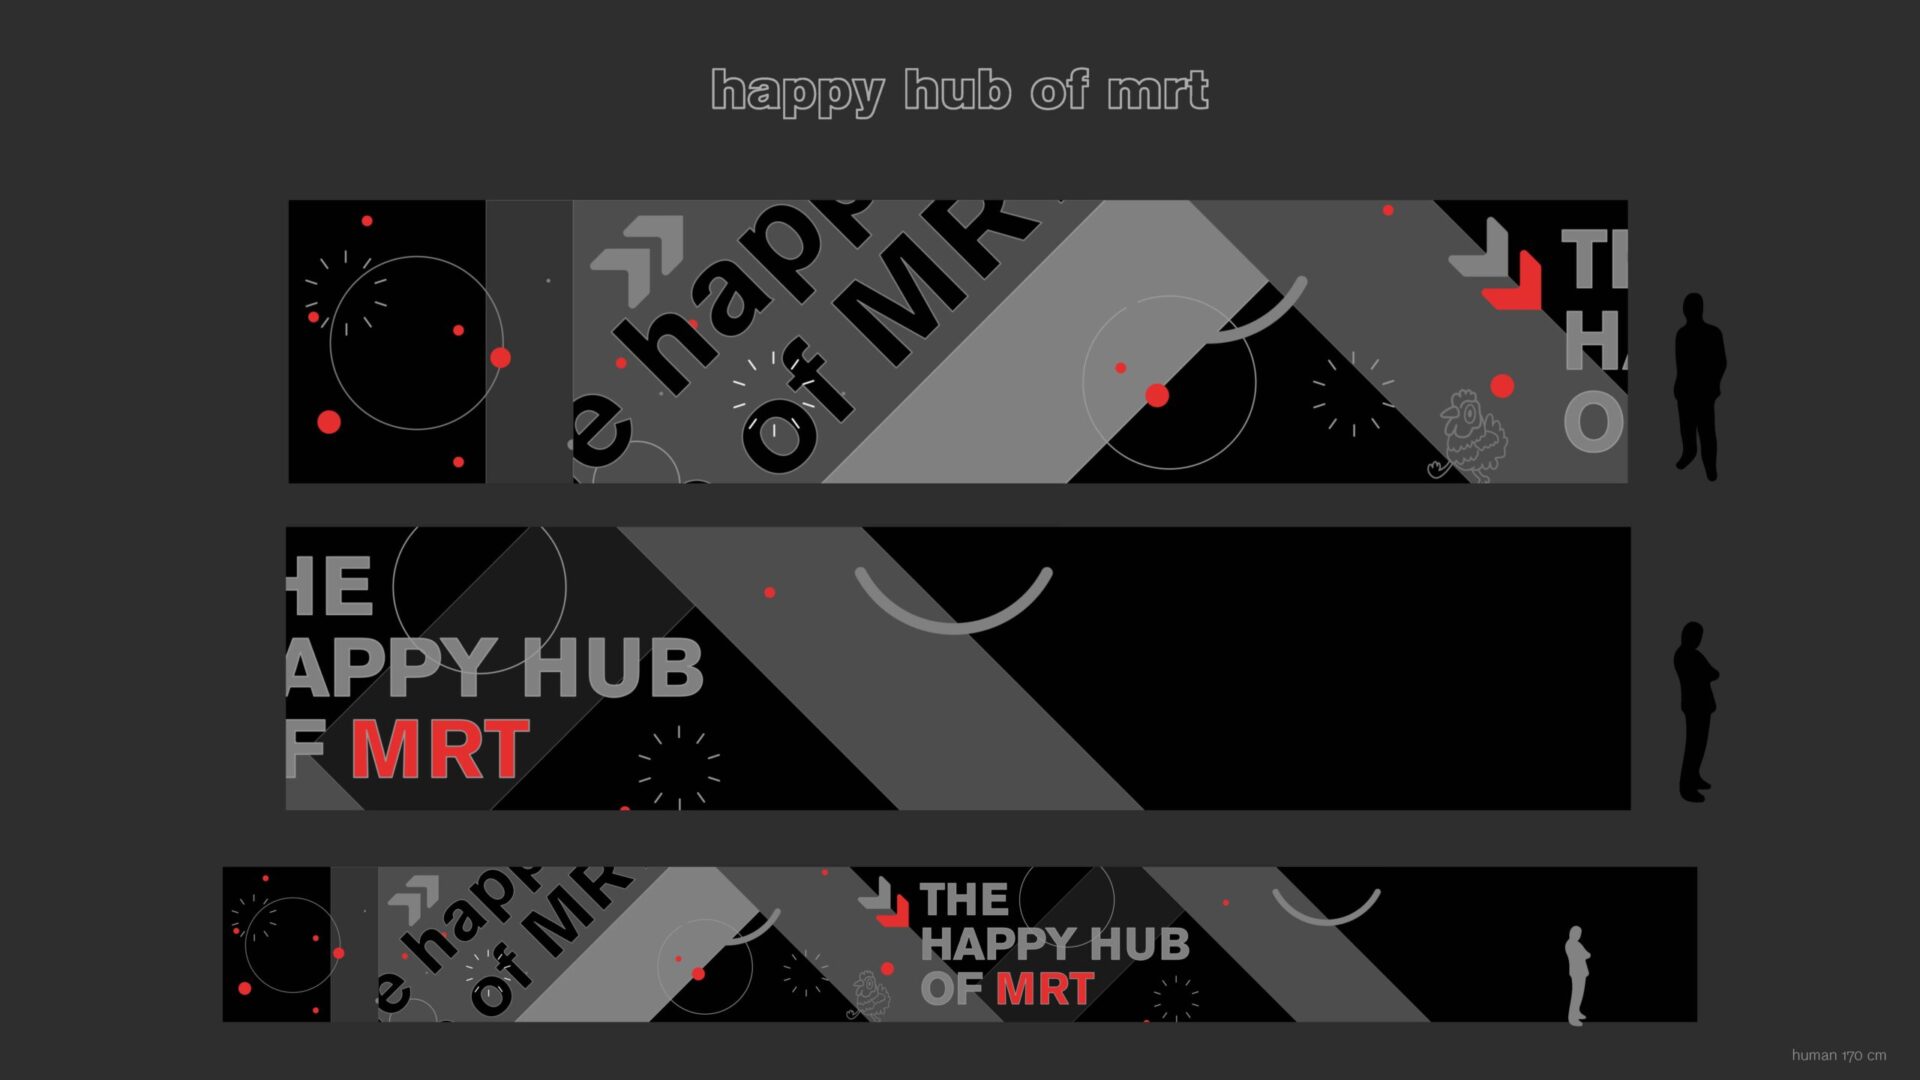 happy hub of mrt
e happ
of MR
TH
HA
O
HE
APPY HUB
F MRT
e happ
of MR
THE
HAPPY HUB
OF MRT
human 170 cm